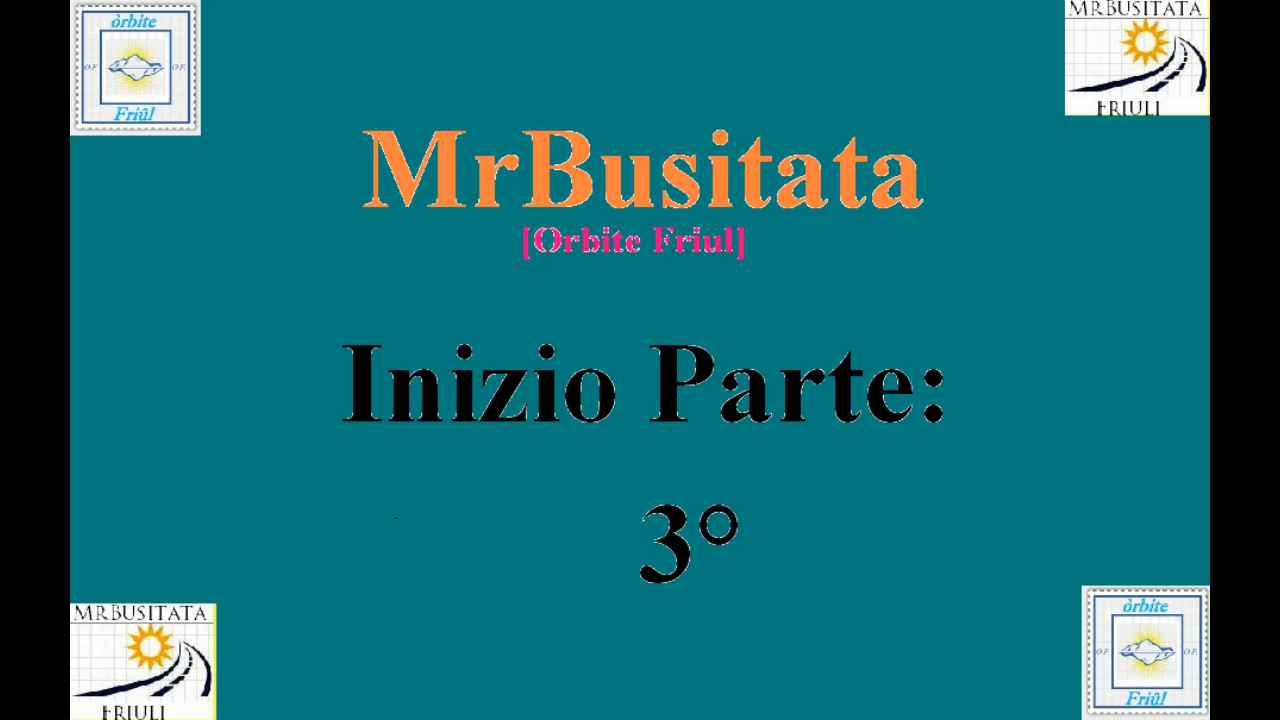 òrbite
O.F O.F.
Friûl
MRBUSITATA
FRIULI
MrBusitata
[Orbite Friul]
Inizio Parte:
3°
MRBUSITATA
FRIULI
òrbite
O.F O.F.
Friûl